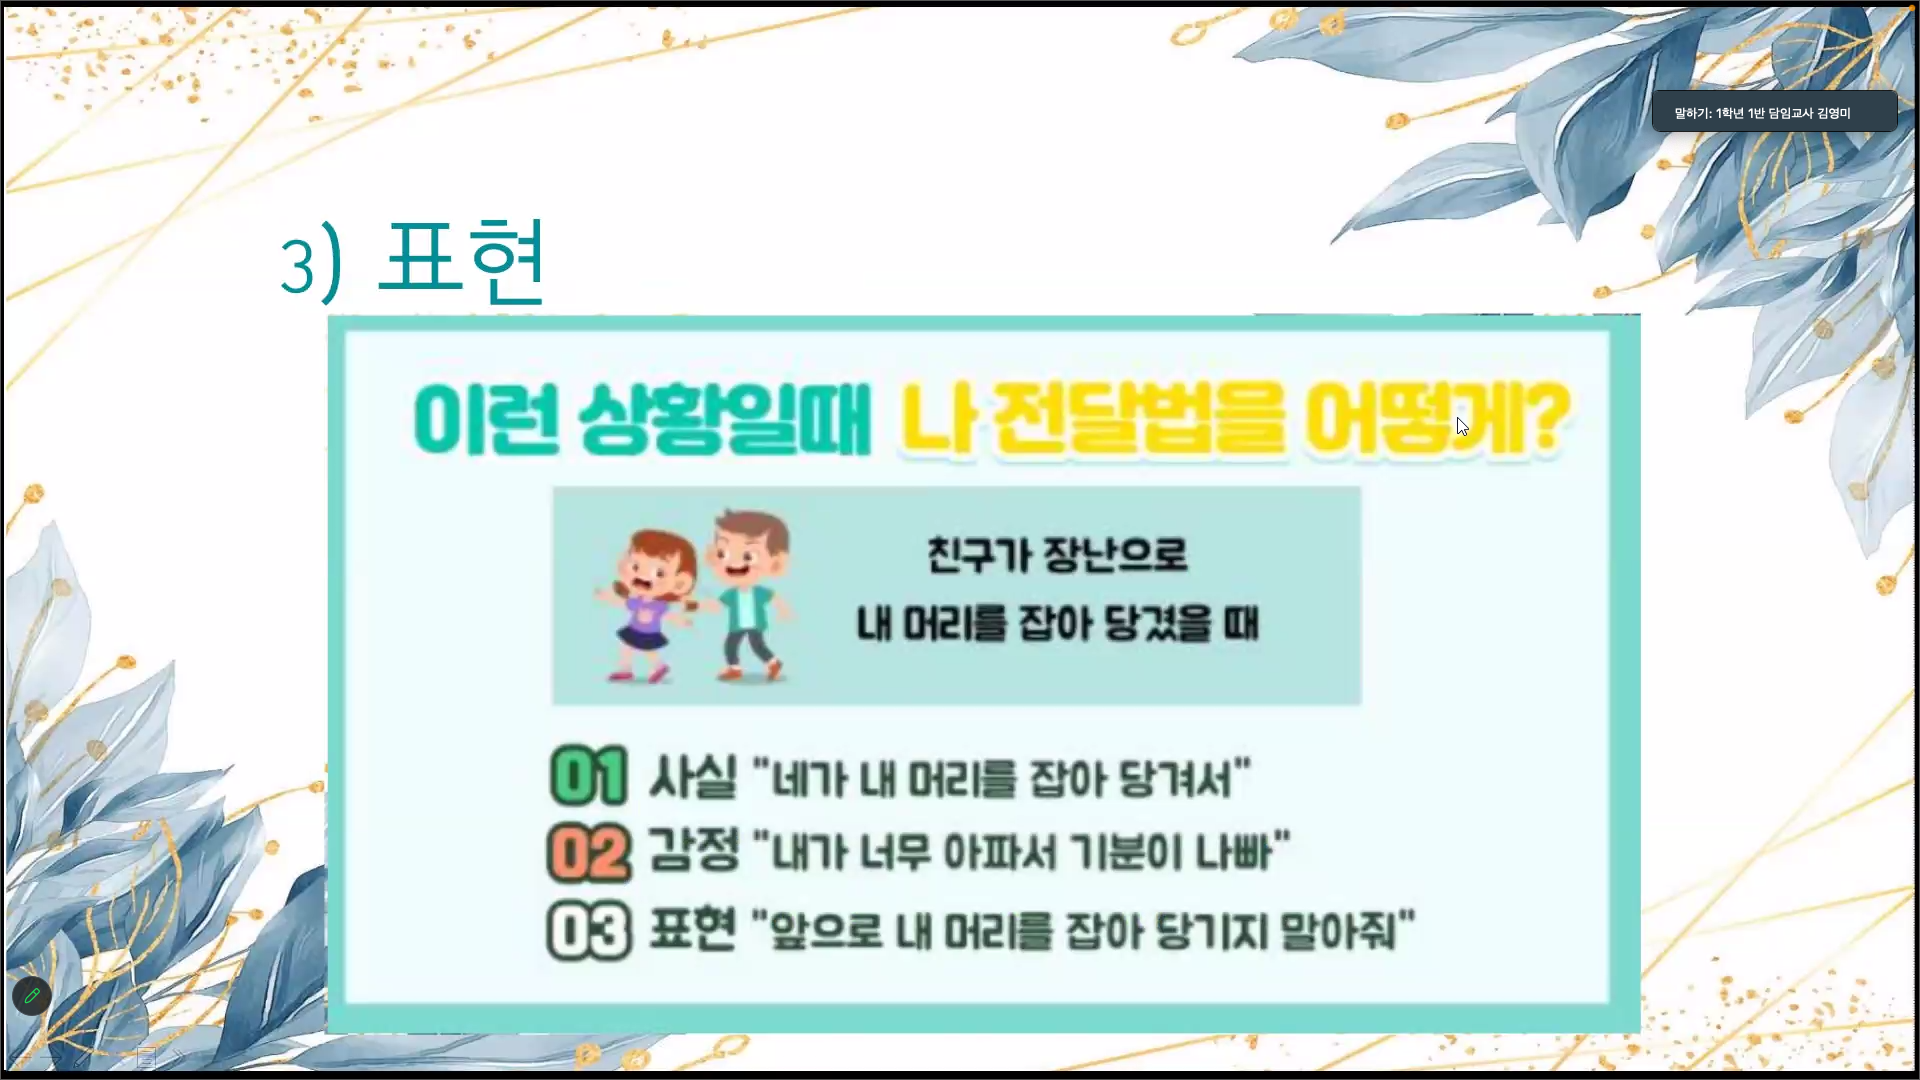 말하기: 1학년 1반 담임교사 김영미
3) 표현
이런 상황일때 나 전달법을 어떻게?
친구가 장난으로
내 머리를 잡아 당겼을 때
01 사실 "네가 내 머리를 잡아 당겨서"
02 감정 "내가 너무 아파서 기분이 나빠"
03 표현 "앞으로 내 머리를 잡아 당기지 말아줘"